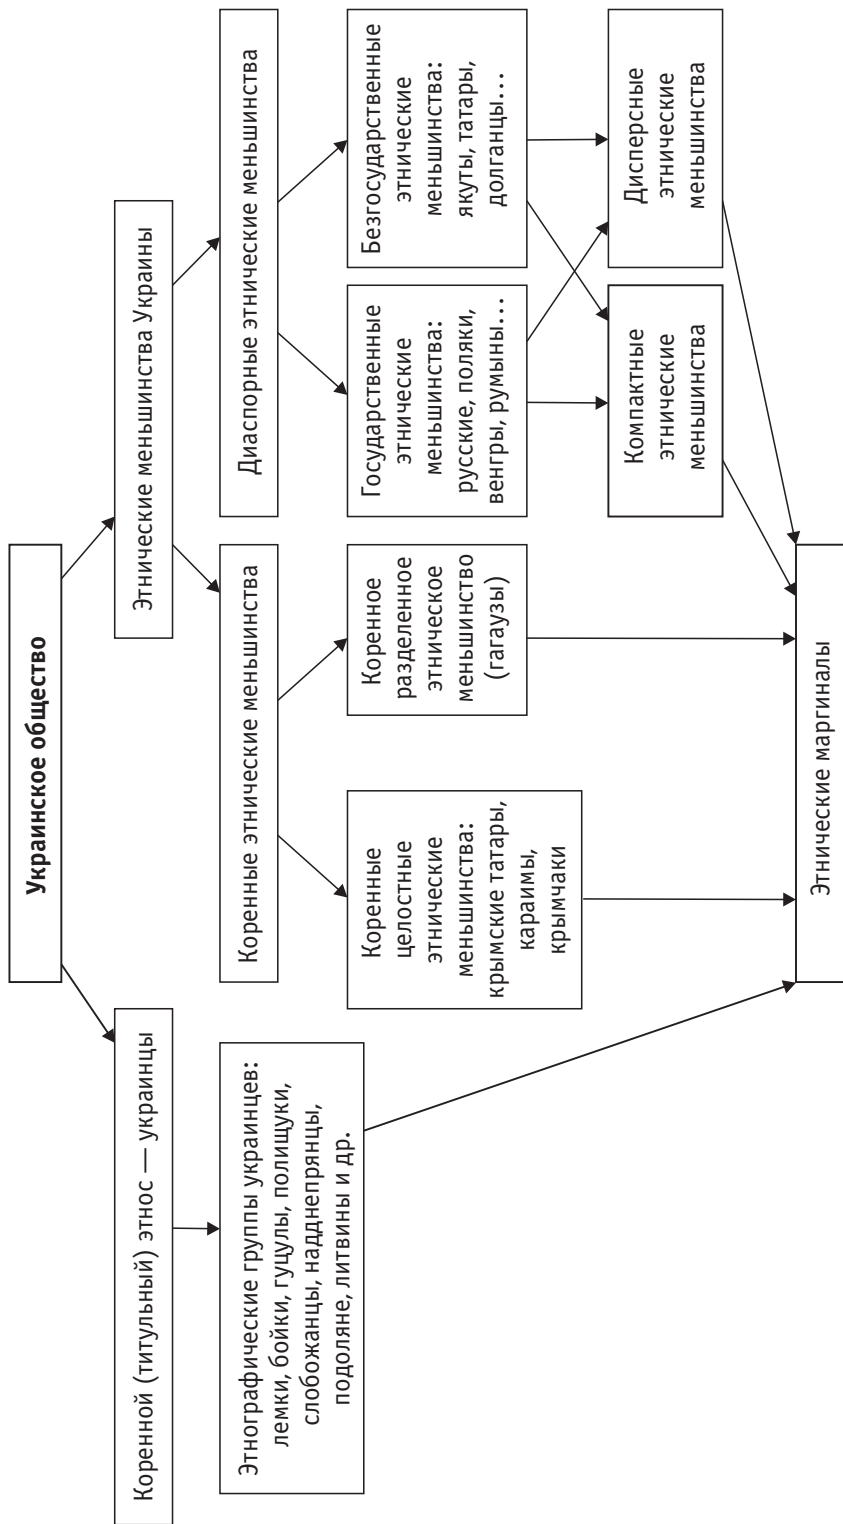 Украинское общество
Коренной (титульный) этнос — украинцы
Этнические меньшинства Украины
Этнографические группы украинцев:
лемки, бойки, гуцулы, полищуки,
слобожанцы, надднепрянцы,
подоляне, литвины и др.
Коренные этнические меньшинства
Диаспорные этнические меньшинства
Коренные
целостные
этнические
меньшинства:
крымские татары,
караимы,
крымчаки
Коренное
разделенное
этническое
меньшинство
(гагаузы)
Государственные
этнические
меньшинства:
русские, поляки,
венгры, румыны...
Безгосударственные
этнические
меньшинства:
якуты, татары,
долганцы...
Компактные
этнические
меньшинства
Дисперсные
этнические
меньшинства
Этнические маргиналы